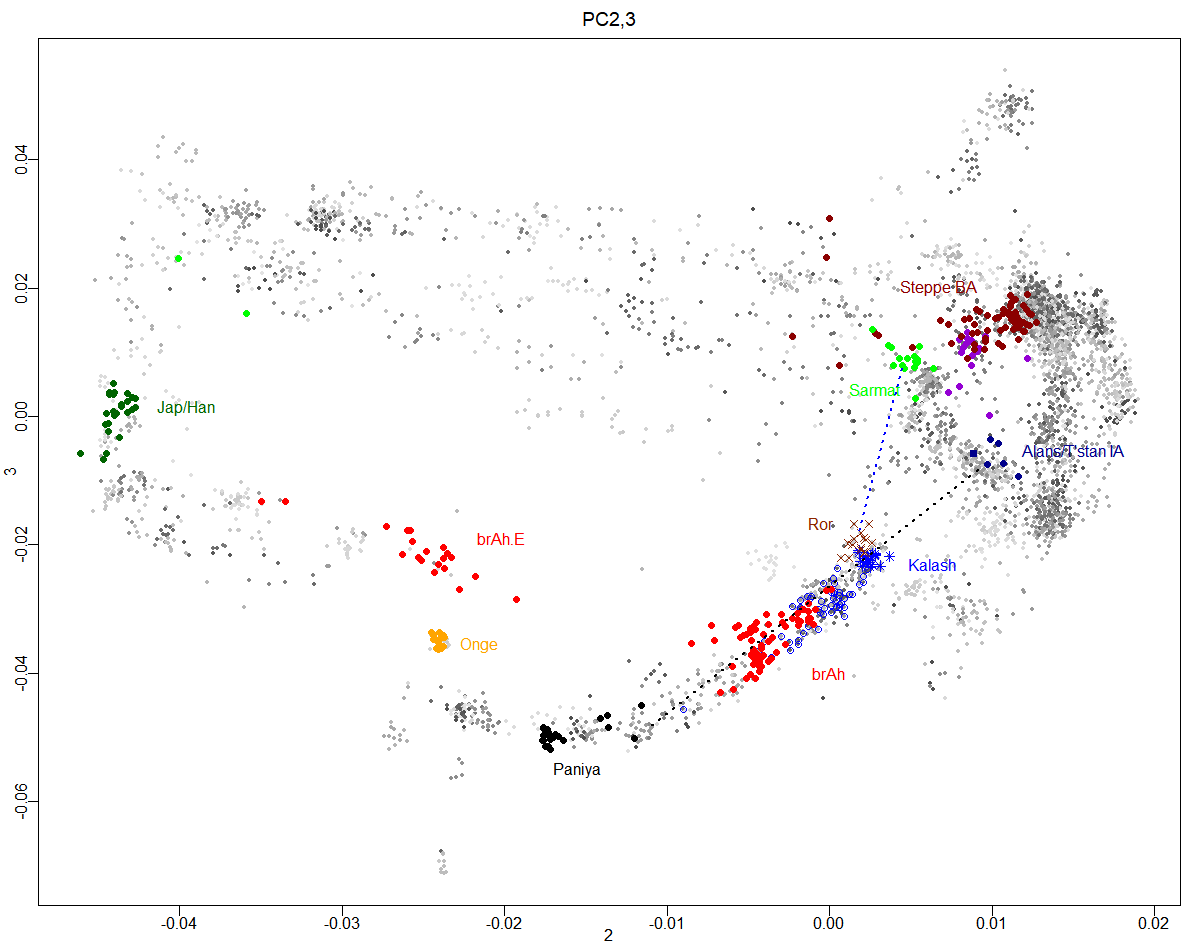 PC2,3
0.04
0.02
0.00
-0.02
-0.04
-0.06
3
Steppe BA
Sarmat
Jap/Han
Alans/T'stan IA
Ror
brAh.E
Kalash
Onge
brAh
Paniya
-0.04
-0.03
-0.02
-0.01
0.00
0.01
0.02
2